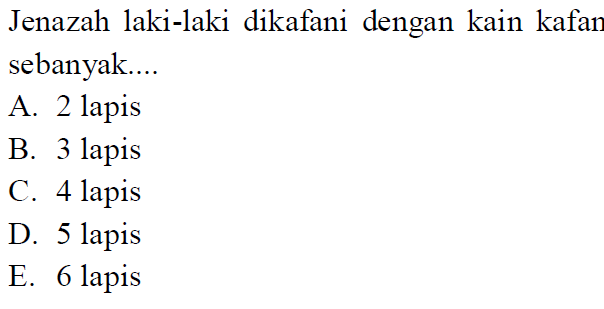 Jenazah laki-laki dikafani dengan kain kafan
sebanyak....
A. 2 lapis
B. 3 lapis
C. 4 lapis
D. 5 lapis
E. 6 lapis